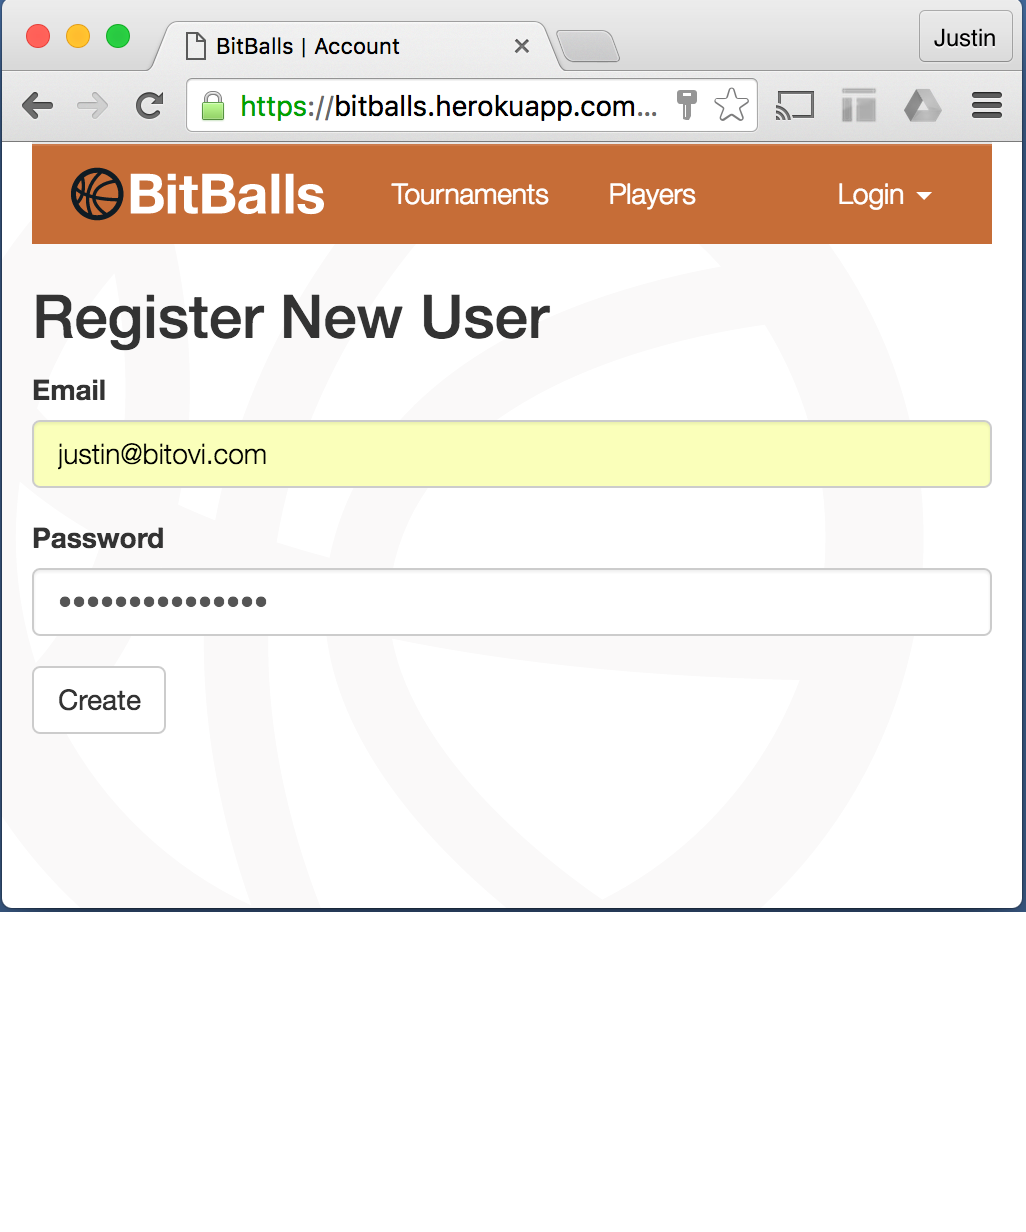 BitBalls | Account
Justin
https://bitballs.herokuapp.com...
BitBalls Tournaments Players Login
Register New User
Email
justin@bitovi.com
Password
•••••••••••••••
Create